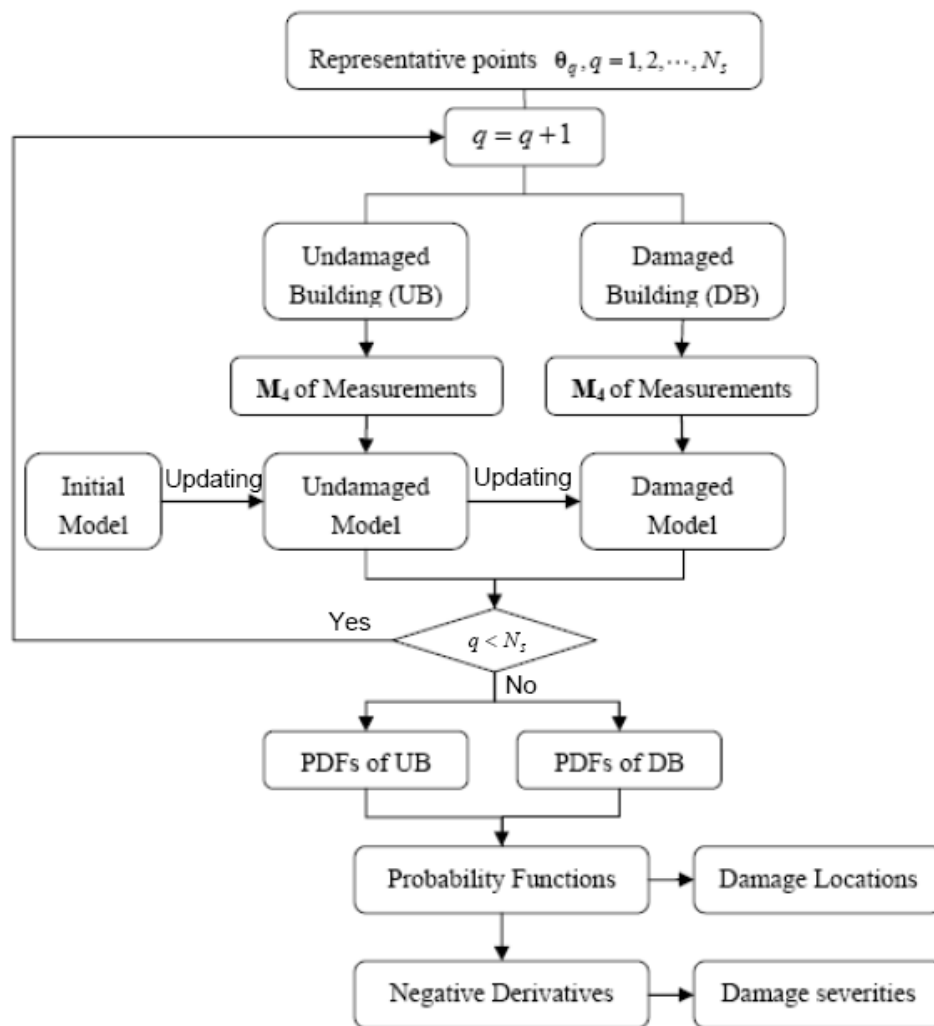 Representative points θ_q, q = 1, 2, ⋯, N_s
q = q + 1
Undamaged
Building (UB)
Damaged
Building (DB)
M₄ of Measurements
M₄ of Measurements
Initial
Model
Updating
Undamaged
Model
Updating
Damaged
Model
Yes
q < N_s
No
PDFs of UB
PDFs of DB
Probability Functions
Damage Locations
Negative Derivatives
Damage severities